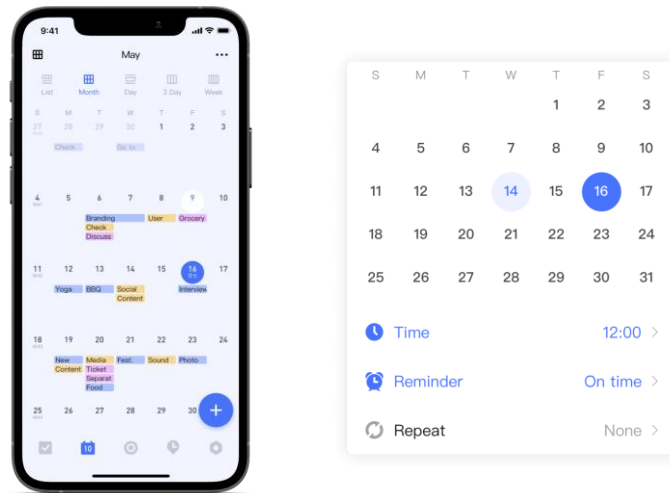 9:41
May
List Month Day 3 Day Week
S M T W T F S
27 28 29 30 1 2 3
Check Go to
4 5 6 7 8 9 10
Branding User Grocery
Check
Discuss
11 12 13 14 15 16 17
Yoga BBQ Social Interview
Content
18 19 20 21 22 23 24
New Media Fest. Sound Photo
Content Ticket
Separat
Food
25 26 27 28 29 30
10
S M T W T F S
1 2 3
4 5 6 7 8 9 10
11 12 13 14 15 16 17
18 19 20 21 22 23 24
25 26 27 28 29 30 31
Time 12:00 >
Reminder On time >
Repeat None >